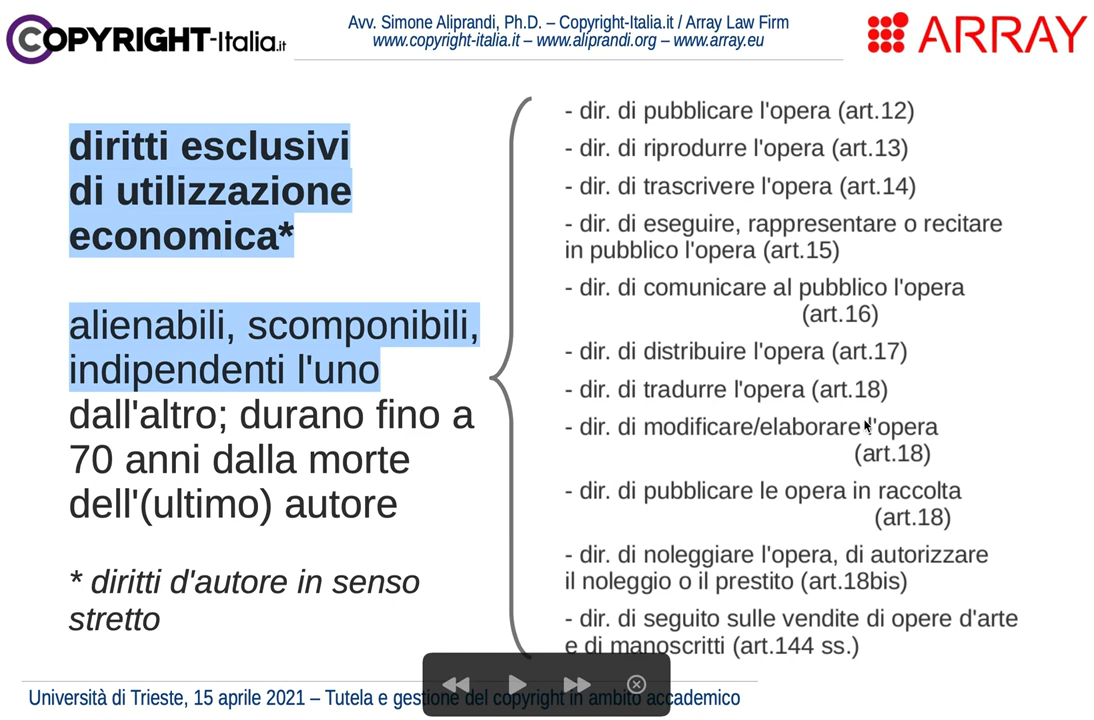 COPYRIGHT-Italia.it
Avv. Simone Aliprandi, Ph.D. – Copyright-Italia.it / Array Law Firm
www.copyright-italia.it – www.aliprandi.org – www.array.eu
ARRAY
diritti esclusivi
di utilizzazione
economica*
alienabili, scomponibili,
indipendenti l'uno
dall'altro; durano fino a
70 anni dalla morte
dell'(ultimo) autore
* diritti d'autore in senso
stretto
- dir. di pubblicare l'opera (art.12)
- dir. di riprodurre l'opera (art.13)
- dir. di trascrivere l'opera (art.14)
- dir. di eseguire, rappresentare o recitare
in pubblico l'opera (art.15)
- dir. di comunicare al pubblico l'opera
(art.16)
- dir. di distribuire l'opera (art.17)
- dir. di tradurre l'opera (art.18)
- dir. di modificare/elaborare l'opera
(art.18)
- dir. di pubblicare le opera in raccolta
(art.18)
- dir. di noleggiare l'opera, di autorizzare
il noleggio o il prestito (art.18bis)
- dir. di seguito sulle vendite di opere d'arte
e di manoscritti (art.144 ss.)
Università di Trieste, 15 aprile 2021 – Tutela e gestione del copyright in ambito accademico